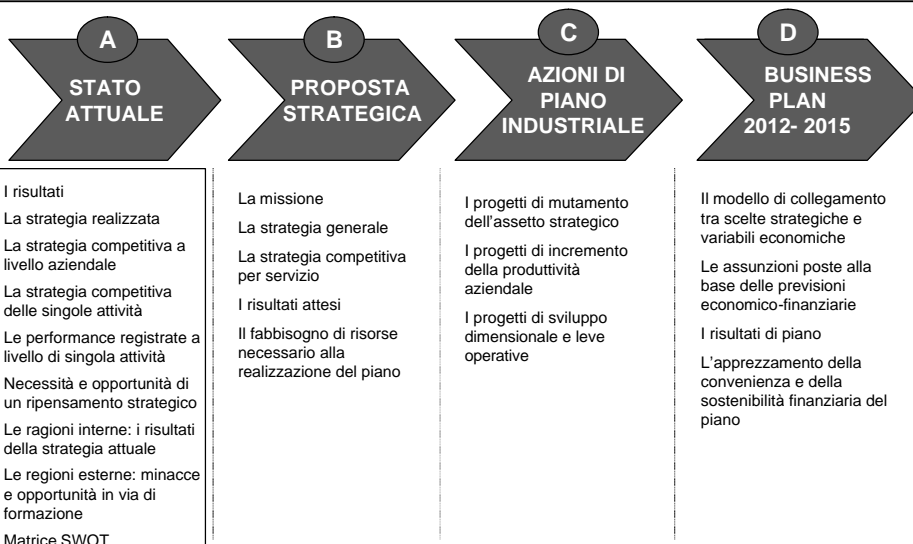 A
STATO
ATTUALE
I risultati
La strategia realizzata
La strategia competitiva a
livello aziendale
La strategia competitiva
delle singole attività
Le performance registrate a
livello di singola attività
Necessità e opportunità di
un ripensamento strategico
Le ragioni interne: i risultati
della strategia attuale
Le regioni esterne: minacce
e opportunità in via di
formazione
Matrice SWOT
B
PROPOSTA
STRATEGICA
La missione
La strategia generale
La strategia competitiva
per servizio
I risultati attesi
Il fabbisogno di risorse
necessario alla
realizzazione del piano
C
AZIONI DI
PIANO
INDUSTRIALE
I progetti di mutamento
dell'assetto strategico
I progetti di incremento
della produttività
aziendale
I progetti di sviluppo
dimensionale e leve
operative
D
BUSINESS
PLAN
2012- 2015
Il modello di collegamento
tra scelte strategiche e
variabili economiche
Le assunzioni poste alla
base delle previsioni
economico-finanziarie
I risultati di piano
L'apprezzamento della
convenienza e della
sostenibilità finanziaria del
piano